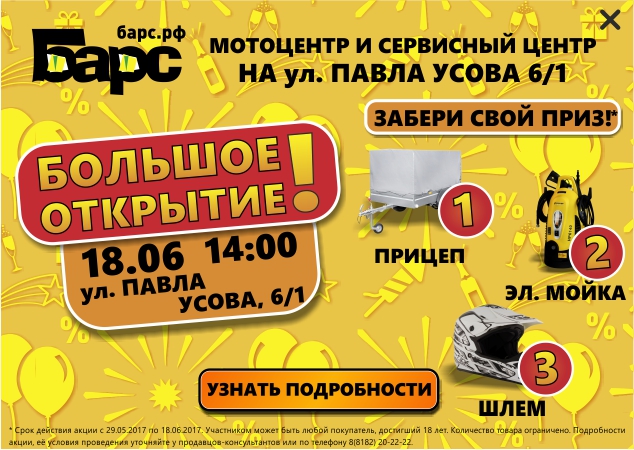 барс.рф
Барс
МОТОЦЕНТР И СЕРВИСНЫЙ ЦЕНТР
НА ул. ПАВЛА УСОВА 6/1
ЗАБЕРИ СВОЙ ПРИЗ!*
БОЛЬШОЕ
ОТКРЫТИЕ!
18.06 14:00
ул. ПАВЛА
УСОВА, 6/1
1
ПРИЦЕП
2
ЭЛ. МОЙКА
3
ШЛЕМ
УЗНАТЬ ПОДРОБНОСТИ
* Срок действия акции с 29.05.2017 по 18.06.2017. Участником может быть любой покупатель, достигший 18 лет. Количество товара ограничено. Подробности
акции, её условия проведения уточняйте у продавцов-консультантов или по телефону 8(8182) 20-22-22.